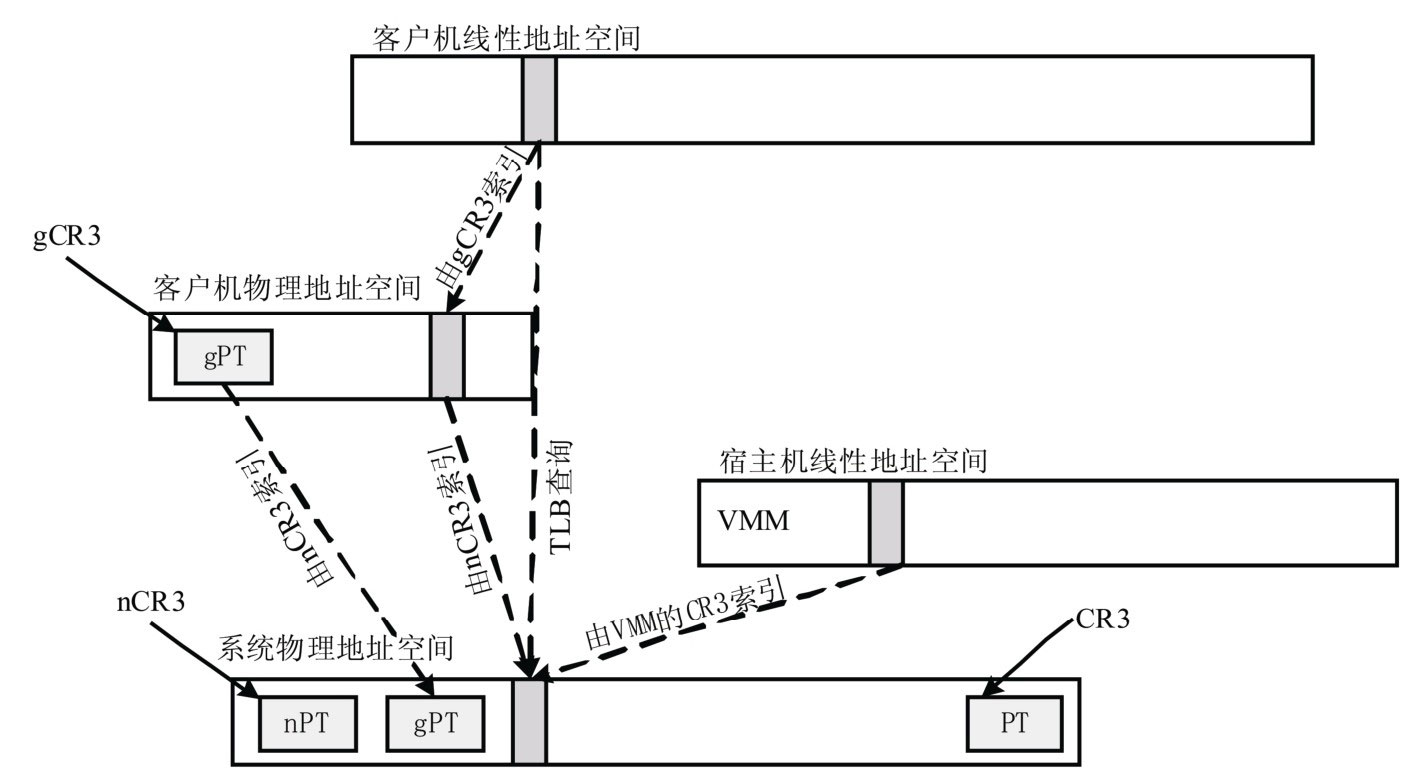 客户机线性地址空间
由gCR3索引
gCR3
客户机物理地址空间
gPT
由nCR3索引
由nCR3索引
TLB查询
宿主机线性地址空间
VMM
由VMM的CR3索引
nCR3
系统物理地址空间
CR3
nPT
gPT
PT